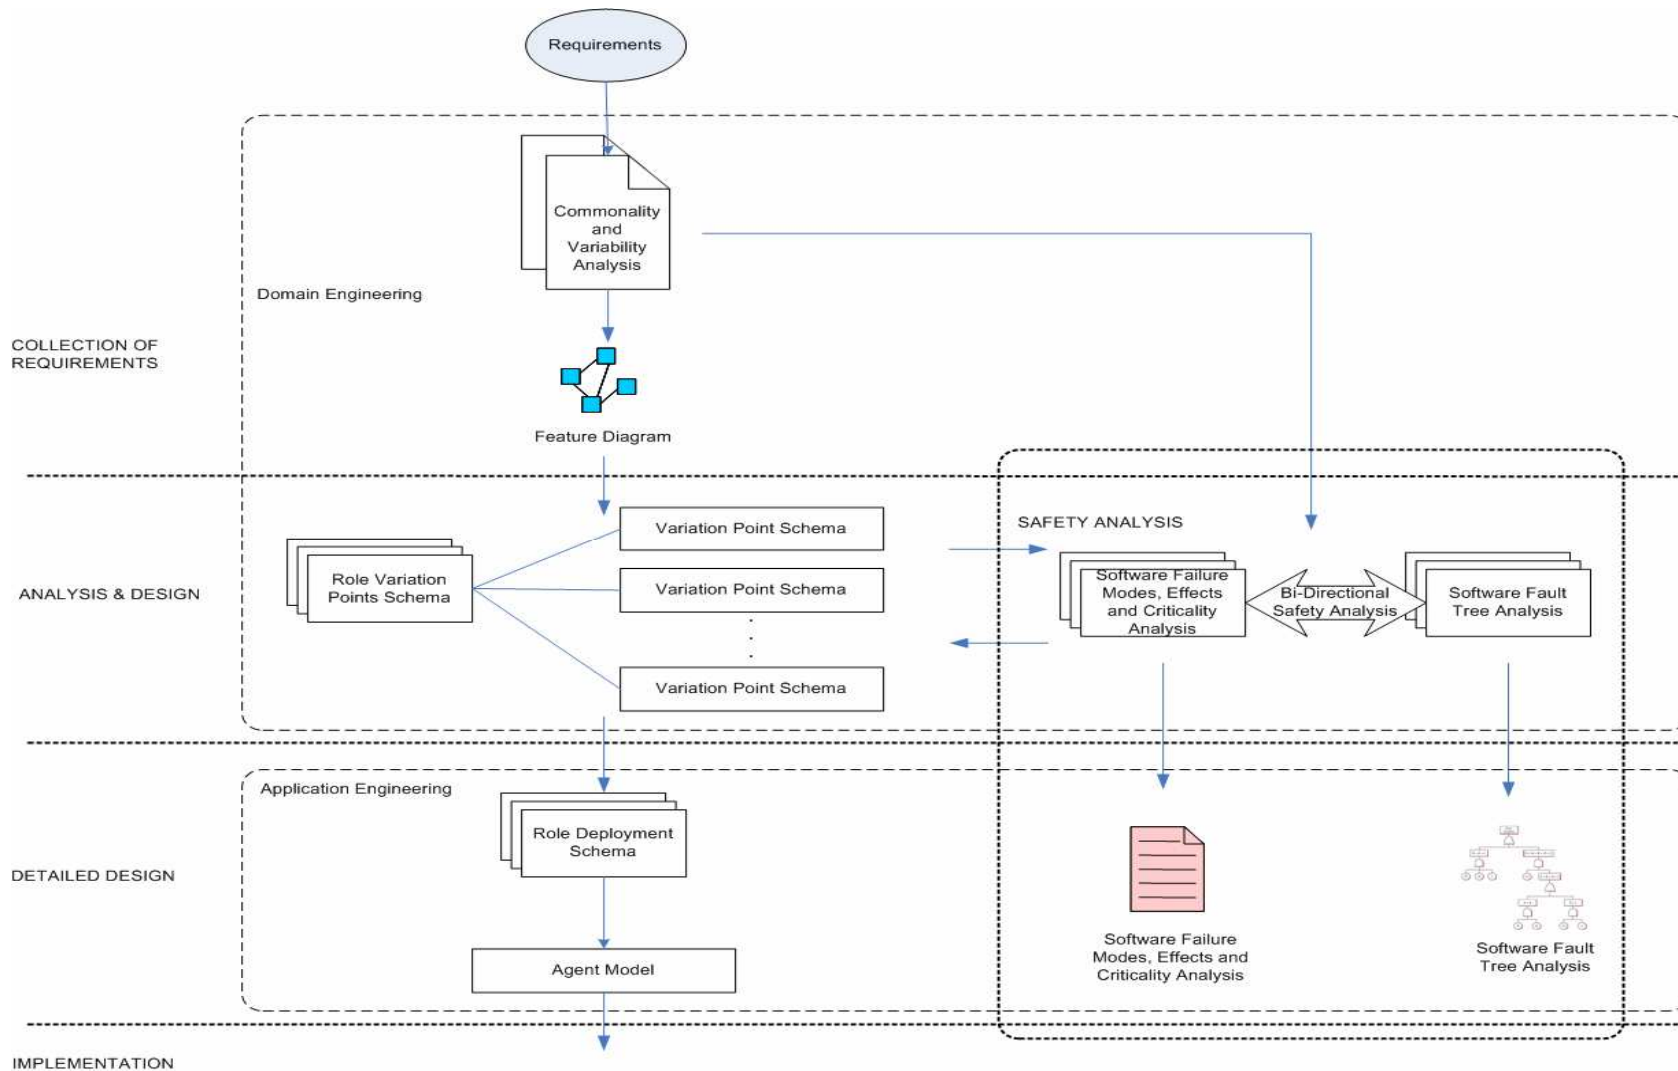 Requirements
Commonality
and
Variability
Analysis
Domain Engineering
COLLECTION OF
REQUIREMENTS
Feature Diagram
Variation Point Schema
SAFETY ANALYSIS
Role Variation
Points Schema
Variation Point Schema
Software Failure
Modes, Effects
and Criticality
Analysis
Bi-Directional
Safety Analysis
Software Fault
Tree Analysis
ANALYSIS & DESIGN
Variation Point Schema
Application Engineering
Role Deployment
Schema
DETAILED DESIGN
Agent Model
Software Failure
Modes, Effects and
Criticality Analysis
Software Fault
Tree Analysis
IMPLEMENTATION